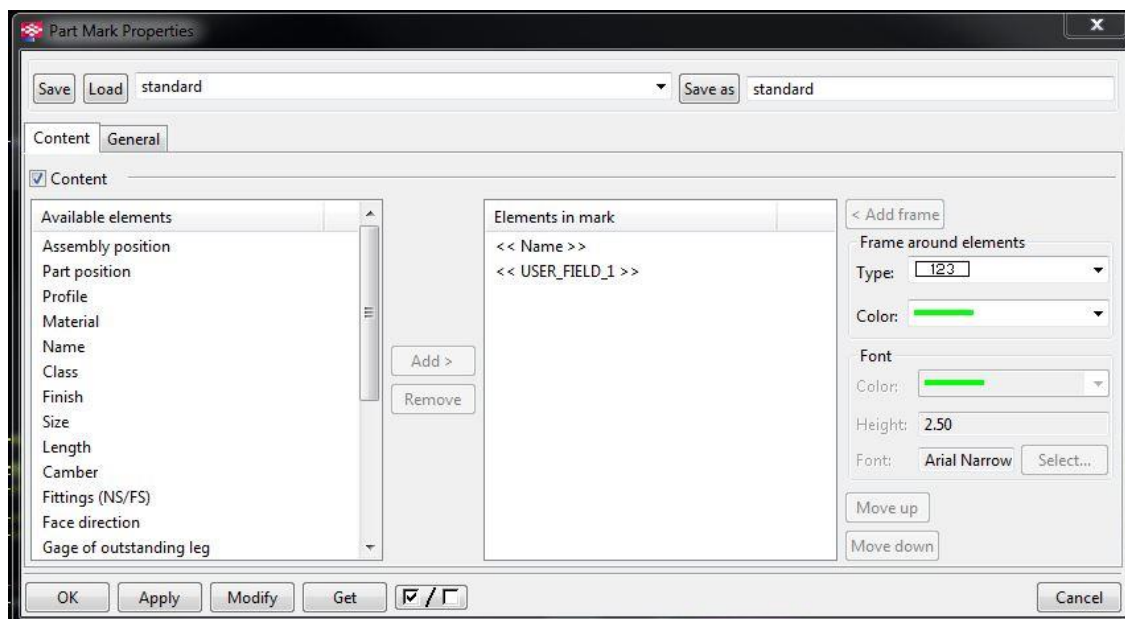 Part Mark Properties
X
Save Load standard Save as standard
Content General
Content
Available elements
Assembly position
Part position
Profile
Material
Name
Class
Finish
Size
Length
Camber
Fittings (NS/FS)
Face direction
Gage of outstanding leg
Add >
Remove
Elements in mark
<< Name >>
<< USER_FIELD_1 >>
< Add frame
Frame around elements
Type: 123
Color:
Font
Color:
Height: 2.50
Font: Arial Narrow Select...
Move up
Move down
OK Apply Modify Get / Cancel